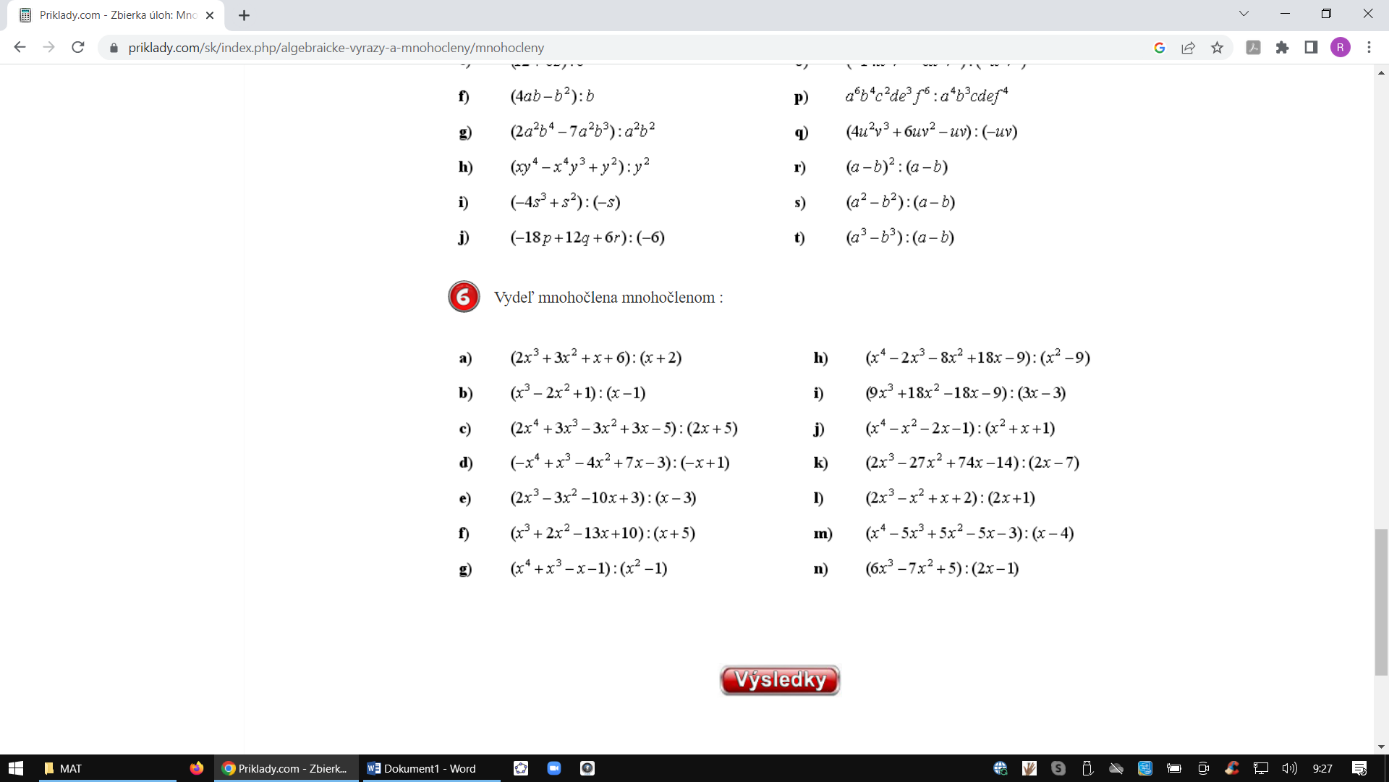 Priklady.com - Zbierka úloh: Mno
priklady.com/sk/index.php/algebraicke-vyrazy-a-mnohocleny/mnohocleny
R
f) (4ab – b²) : b
p) a⁶b⁴c²de³f⁶ : a⁴b³cdef⁴
g) (2a²b⁴ – 7a²b³) : a²b²
q) (4u²v³ + 6uv² – uv) : (–uv)
h) (xy⁴ – x⁴y³ + y²) : y²
r) (a – b)² : (a – b)
i) (–4s³ + s²) : (–s)
s) (a² – b²) : (a – b)
j) (–18p + 12q + 6r) : (–6)
t) (a³ – b³) : (a – b)
6 Vydeľ mnohočlena mnohočlenom :
a) (2x³ + 3x² + x + 6) : (x + 2)
h) (x⁴ – 2x³ – 8x² + 18x – 9) : (x² – 9)
b) (x³ – 2x² + 1) : (x – 1)
i) (9x³ + 18x² – 18x – 9) : (3x – 3)
c) (2x⁴ + 3x³ – 3x² + 3x – 5) : (2x + 5)
j) (x⁴ – x² – 2x – 1) : (x² + x + 1)
d) (–x⁴ + x³ – 4x² + 7x – 3) : (–x + 1)
k) (2x³ – 27x² + 74x – 14) : (2x – 7)
e) (2x³ – 3x² – 10x + 3) : (x – 3)
l) (2x³ – x² + x + 2) : (2x + 1)
f) (x³ + 2x² – 13x + 10) : (x + 5)
m) (x⁴ – 5x³ + 5x² – 5x – 3) : (x – 4)
g) (x⁴ + x³ – x – 1) : (x² – 1)
n) (6x³ – 7x² + 5) : (2x – 1)
Výsledky
MAT
Priklady.com - Zbierk...
Dokument1 - Word
9:27